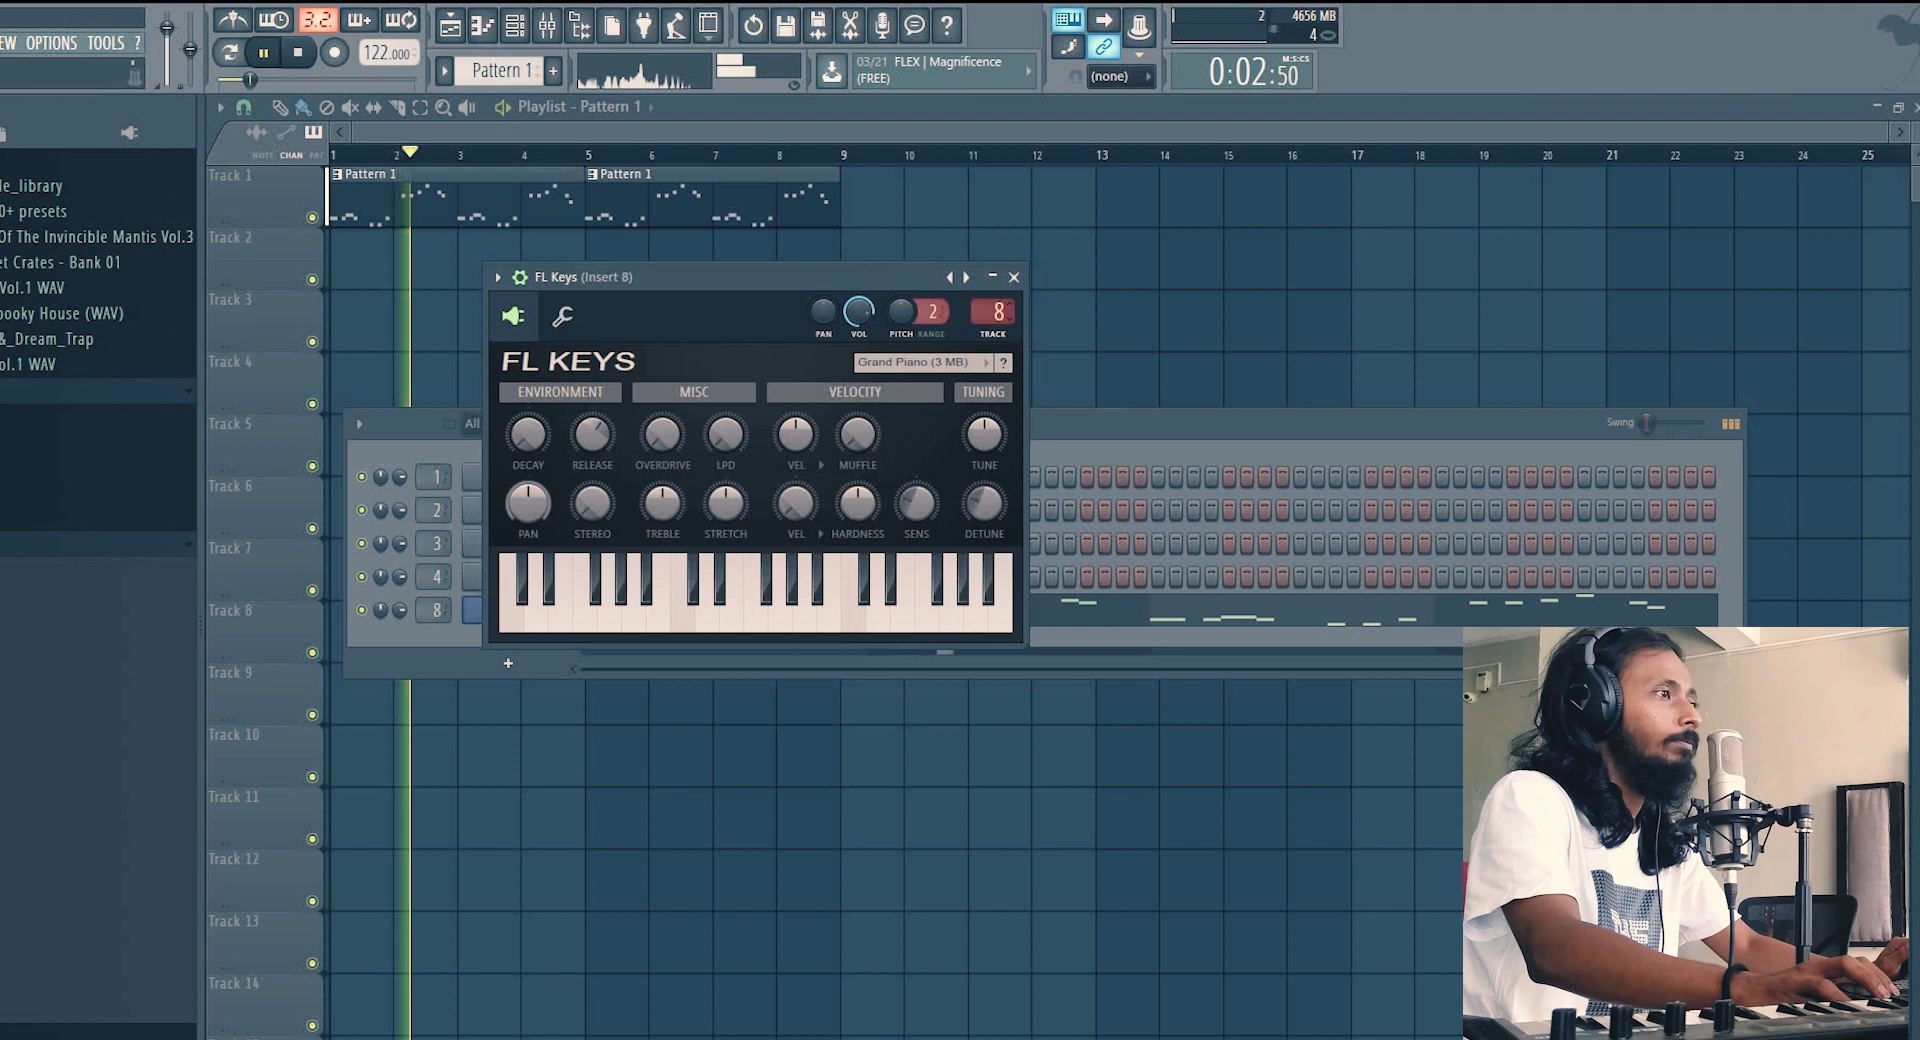 3.2
2
4656 MB
EW OPTIONS TOOLS ?
4
122.000
Pattern 1
03/21 FLEX | Magnificence
(FREE)
(none)
M:S:CS
0:02:50
Playlist - Pattern 1
NOTE CHAN PAT
1 2 3 4 5 6 7 8 9 10 11 12 13 14 15 16 17 18 19 20 21 22 23 24 25
Track 1
Pattern 1
Pattern 1
le_library
0+ presets
Of The Invincible Mantis Vol.3
et Crates - Bank 01
Vol.1 WAV
pooky House (WAV)
&_Dream_Trap
ol.1 WAV
Track 2
Track 3
Track 4
Track 5
Track 6
Track 7
Track 8
Track 9
Track 10
Track 11
Track 12
Track 13
Track 14
FL Keys (Insert 8)
2
8
PAN VOL PITCH RANGE TRACK
FL KEYS
Grand Piano (3 MB)
?
ENVIRONMENT MISC VELOCITY TUNING
DECAY RELEASE OVERDRIVE LPD VEL MUFFLE TUNE
PAN STEREO TREBLE STRETCH VEL HARDNESS SENS DETUNE
All
Swing
1
2
3
4
8